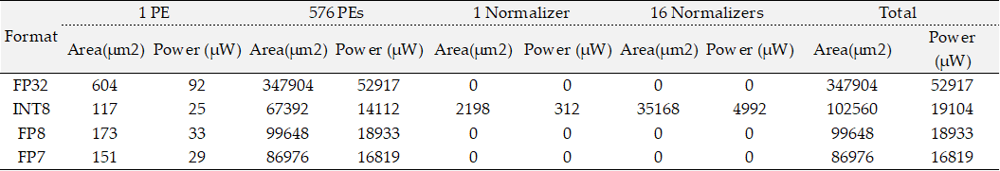 1 PE 576 PEs 1 Normalizer 16 Normalizers Total
Format Area(μm2) Power (μW) Area(μm2) Power (μW) Area(μm2) Power (μW) Area(μm2) Power (μW) Area(μm2) Power (μW)
FP32 604 92 347904 52917 0 0 0 0 347904 52917
INT8 117 25 67392 14112 2198 312 35168 4992 102560 19104
FP8 173 33 99648 18933 0 0 0 0 99648 18933
FP7 151 29 86976 16819 0 0 0 0 86976 16819